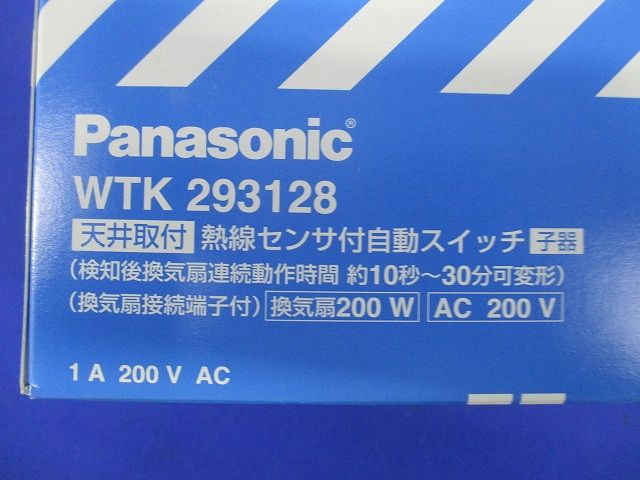 Panasonic®
WTK 293128
天井取付 熱線センサ付自動スイッチ 子器
(検知後換気扇連続動作時間 約10秒～30分可変形)
(換気扇接続端子付) 換気扇200 W AC 200 V
1 A 200 V AC